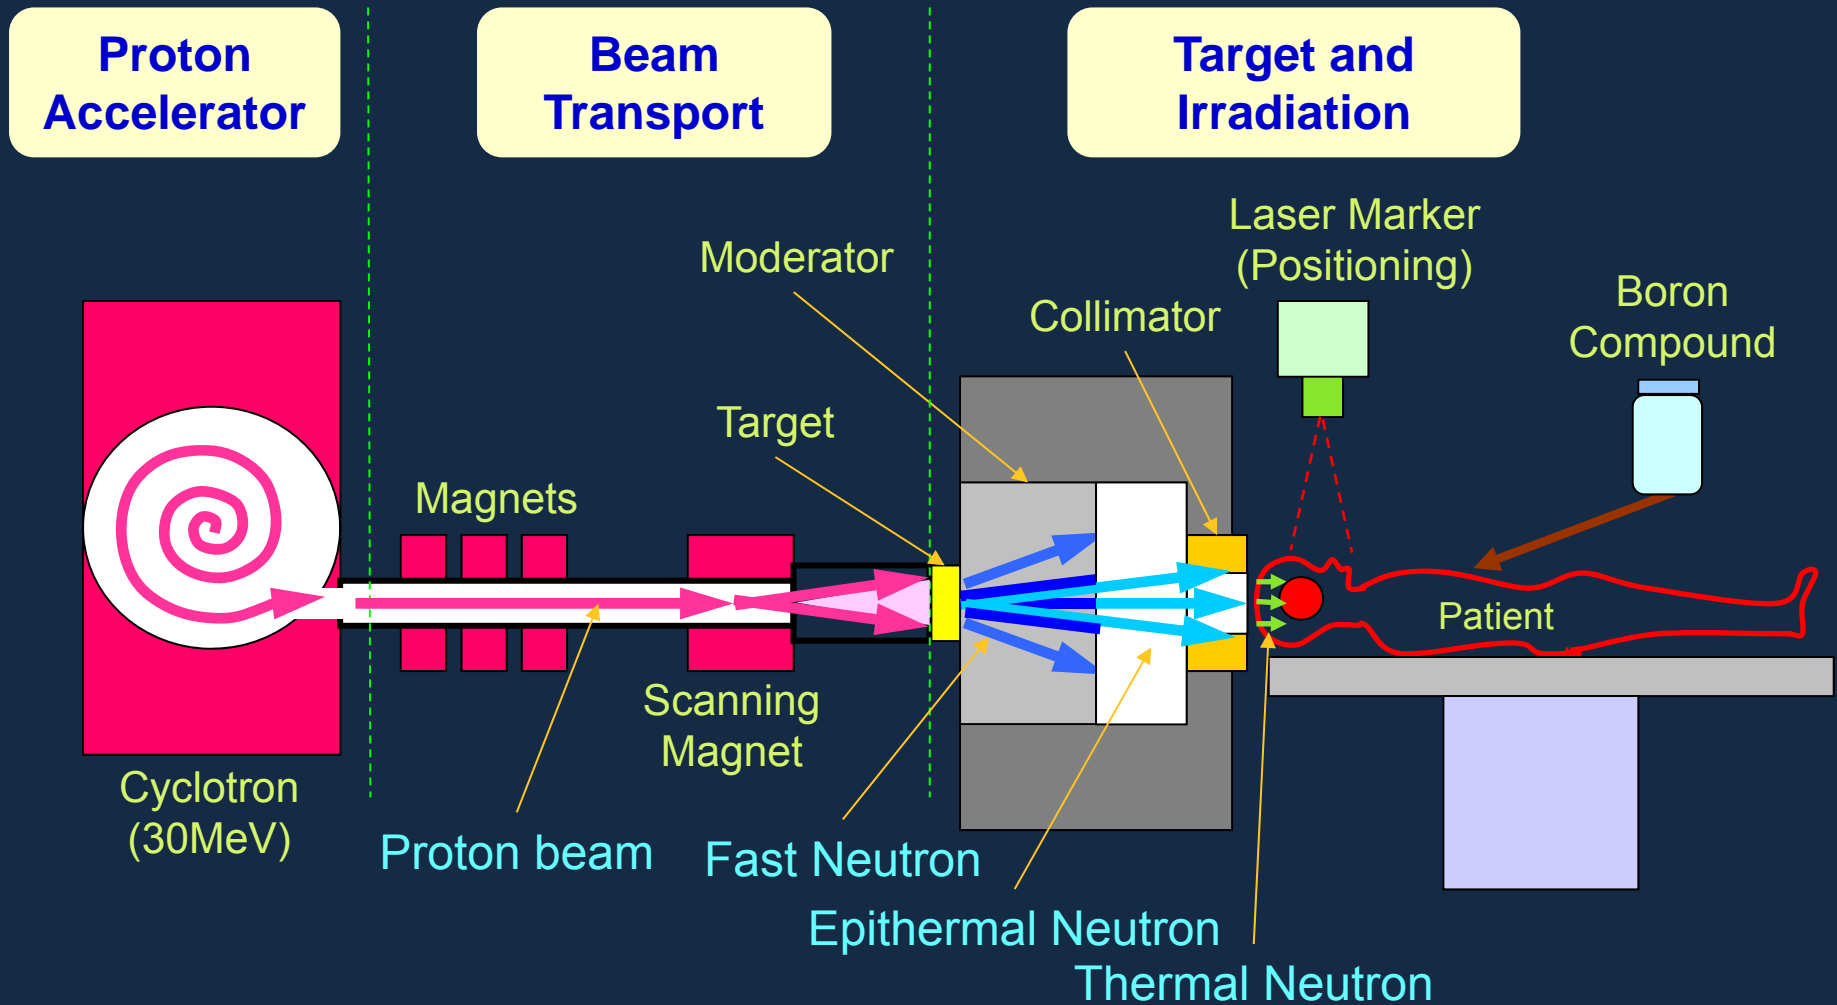 Proton
Accelerator
Beam
Transport
Target and
Irradiation
Laser Marker
(Positioning)
Moderator
Collimator
Boron
Compound
Target
Magnets
Patient
Scanning
Magnet
Cyclotron
(30MeV)
Proton beam
Fast Neutron
Epithermal Neutron
Thermal Neutron